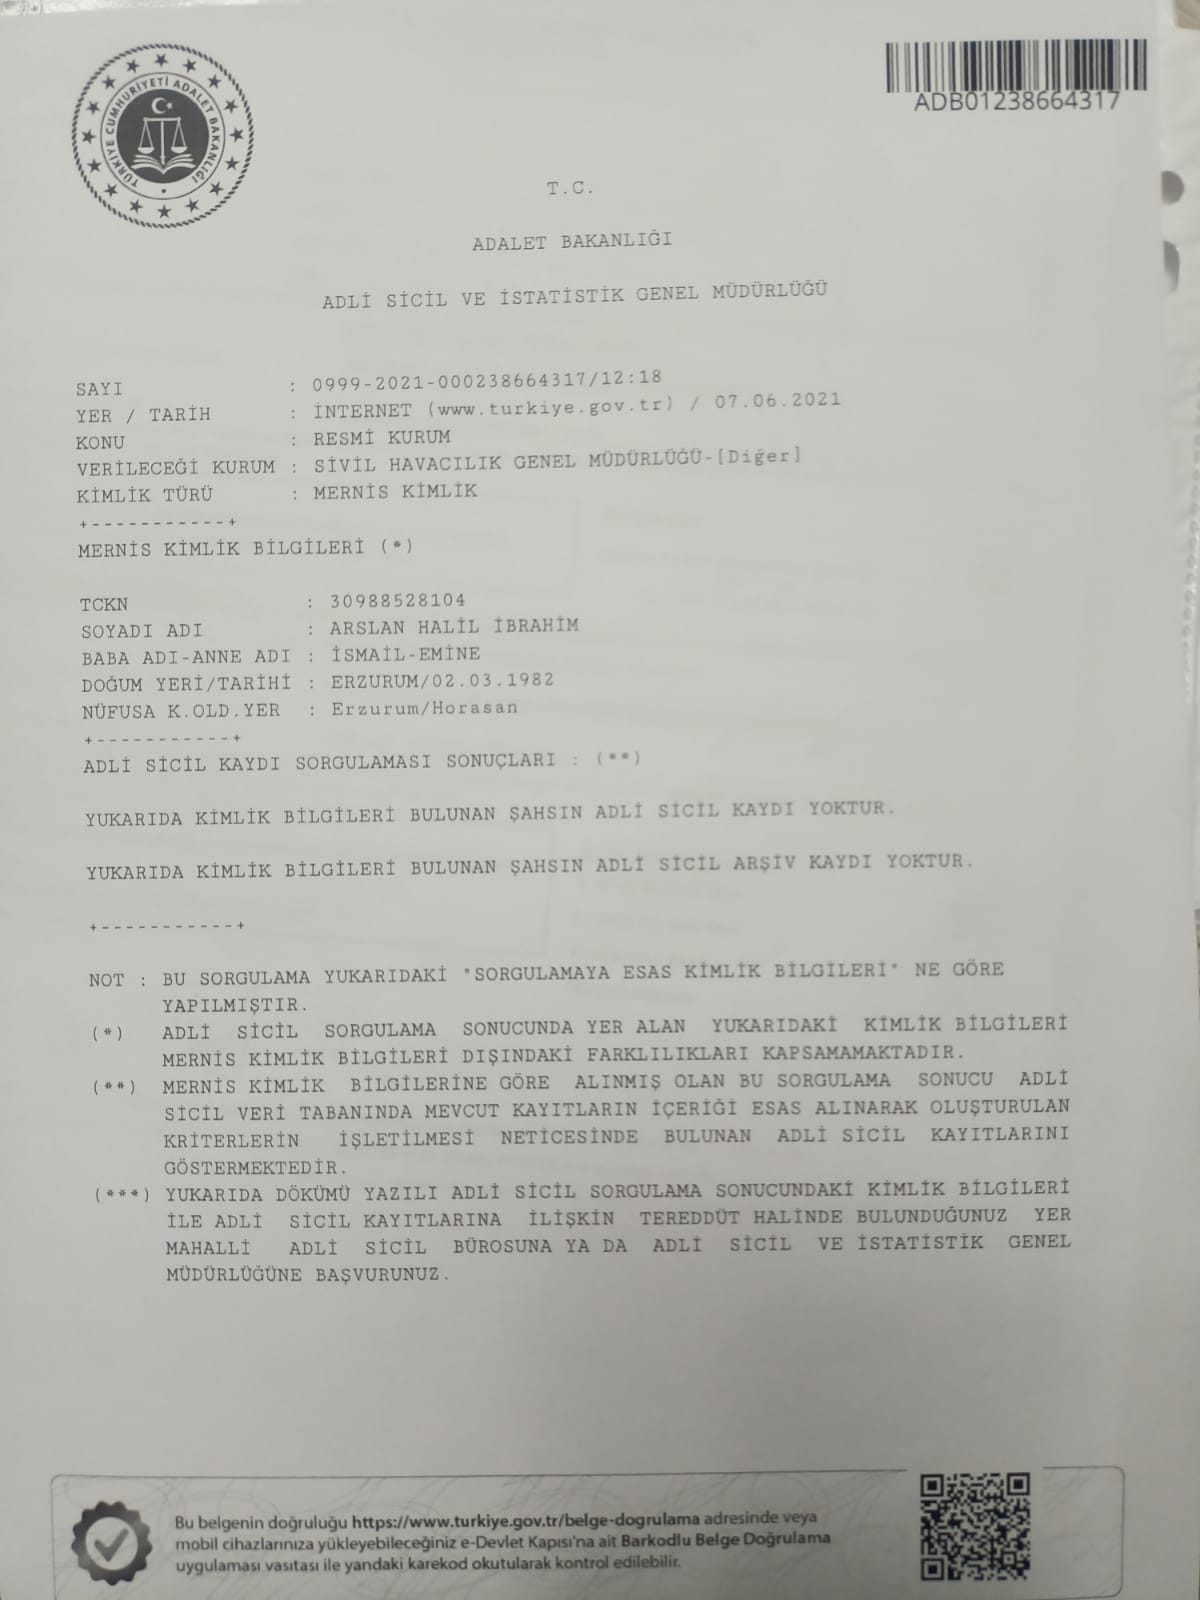 TÜRKİYE CUMHURİYETİ ADALET BAKANLIĞI
ADB01238664317
T.C.
ADALET BAKANLIĞI
ADLİ SİCİL VE İSTATİSTİK GENEL MÜDÜRLÜĞÜ
SAYI : 0999-2021-000238664317/12:18
YER / TARİH : İNTERNET (www.turkiye.gov.tr) / 07.06.2021
KONU : RESMİ KURUM
VERİLECEĞİ KURUM : SİVİL HAVACILIK GENEL MÜDÜRLÜĞÜ-[Diğer]
KİMLİK TÜRÜ : MERNİS KİMLİK
+-----------+
MERNİS KİMLİK BİLGİLERİ (*)
TCKN : 30988528104
SOYADI ADI : ARSLAN HALİL İBRAHİM
BABA ADI-ANNE ADI : İSMAİL-EMİNE
DOĞUM YERİ/TARİHİ : ERZURUM/02.03.1982
NÜFUSA K.OLD.YER : Erzurum/Horasan
+-----------+
ADLİ SİCİL KAYDI SORGULAMASI SONUÇLARI : (**)
YUKARIDA KİMLİK BİLGİLERİ BULUNAN ŞAHSIN ADLİ SİCİL KAYDI YOKTUR.
YUKARIDA KİMLİK BİLGİLERİ BULUNAN ŞAHSIN ADLİ SİCİL ARŞİV KAYDI YOKTUR.
+-----------+
NOT : BU SORGULAMA YUKARIDAKİ "SORGULAMAYA ESAS KİMLİK BİLGİLERİ" NE GÖRE
YAPILMIŞTIR.
(*) ADLİ SİCİL SORGULAMA SONUCUNDA YER ALAN YUKARIDAKİ KİMLİK BİLGİLERİ
MERNİS KİMLİK BİLGİLERİ DIŞINDAKİ FARKLILIKLARI KAPSAMAMAKTADIR.
(**) MERNİS KİMLİK BİLGİLERİNE GÖRE ALINMIŞ OLAN BU SORGULAMA SONUCU ADLİ
SİCİL VERİ TABANINDA MEVCUT KAYITLARIN İÇERİĞİ ESAS ALINARAK OLUŞTURULAN
KRİTERLERİN İŞLETİLMESİ NETİCESİNDE BULUNAN ADLİ SİCİL KAYITLARINI
GÖSTERMEKTEDİR.
(***) YUKARIDA DÖKÜMÜ YAZILI ADLİ SİCİL SORGULAMA SONUCUNDAKİ KİMLİK BİLGİLERİ
İLE ADLİ SİCİL KAYITLARINA İLİŞKİN TEREDDÜT HALİNDE BULUNDUĞUNUZ YER
MAHALLİ ADLİ SİCİL BÜROSUNA YA DA ADLİ SİCİL VE İSTATİSTİK GENEL
MÜDÜRLÜĞÜNE BAŞVURUNUZ.
Bu belgenin doğruluğu https://www.turkiye.gov.tr/belge-dogrulama adresinde veya
mobil cihazlarınıza yükleyebileceğiniz e-Devlet Kapısı'na ait Barkodlu Belge Doğrulama
uygulaması vasıtası ile yandaki karekod okutularak kontrol edilebilir.